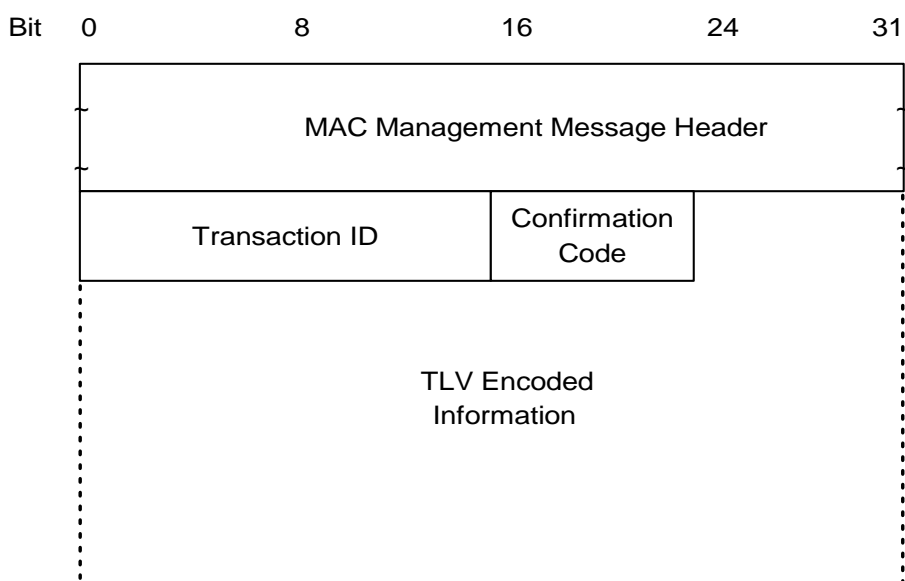 Bit 0 8 16 24 31
MAC Management Message Header
Transaction ID
Confirmation
Code
TLV Encoded
Information